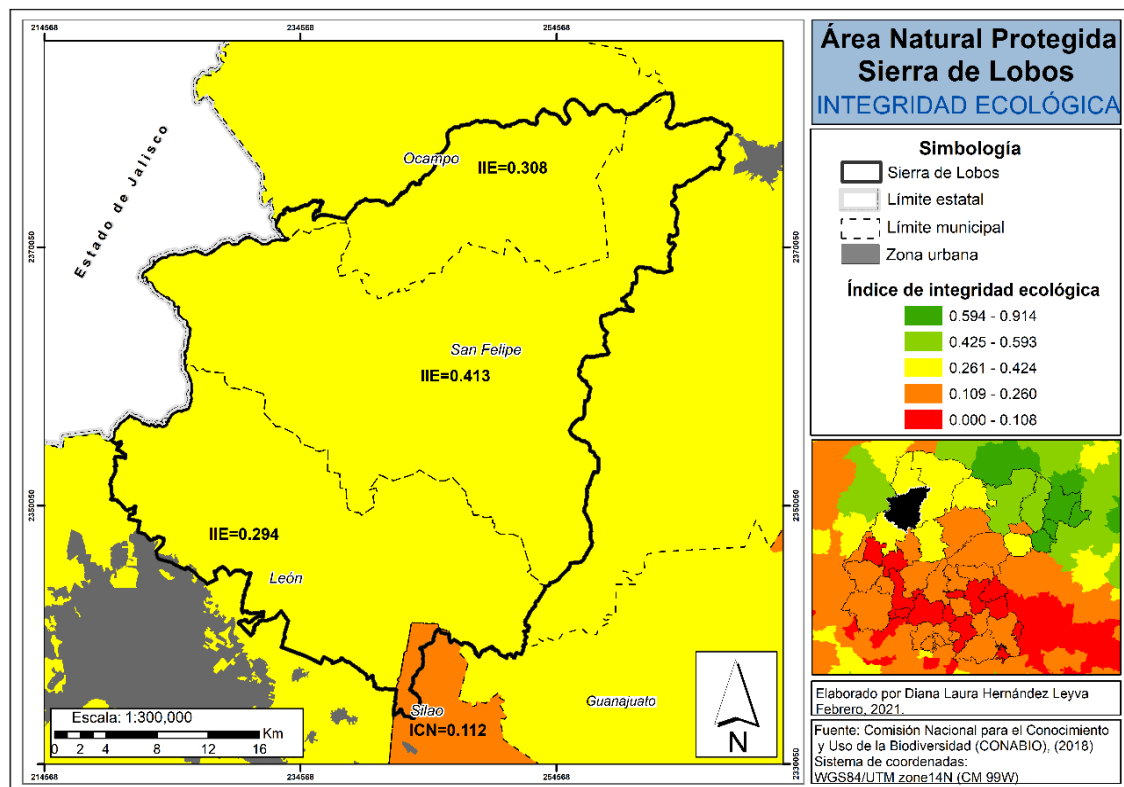 214568
234568
254568
Área Natural Protegida
Sierra de Lobos
INTEGRIDAD ECOLÓGICA
Simbología
Sierra de Lobos
Límite estatal
Límite municipal
Zona urbana
Índice de integridad ecológica
0.594 - 0.914
0.425 - 0.593
0.261 - 0.424
0.109 - 0.260
0.000 - 0.108
Estado de Jalisco
Ocampo
IIE=0.308
2370050
2370050
San Felipe
IIE=0.413
2350050
2350050
IIE=0.294
León
Guanajuato
Silao
ICN=0.112
Escala: 1:300,000
0 2 4 8 12 16
Km
N
2330050
2330050
214568
234568
254568
Elaborado por Diana Laura Hernández Leyva
Febrero, 2021.
Fuente: Comisión Nacional para el Conocimiento
y Uso de la Biodiversidad (CONABIO), (2018)
Sistema de coordenadas:
WGS84/UTM zone14N (CM 99W)